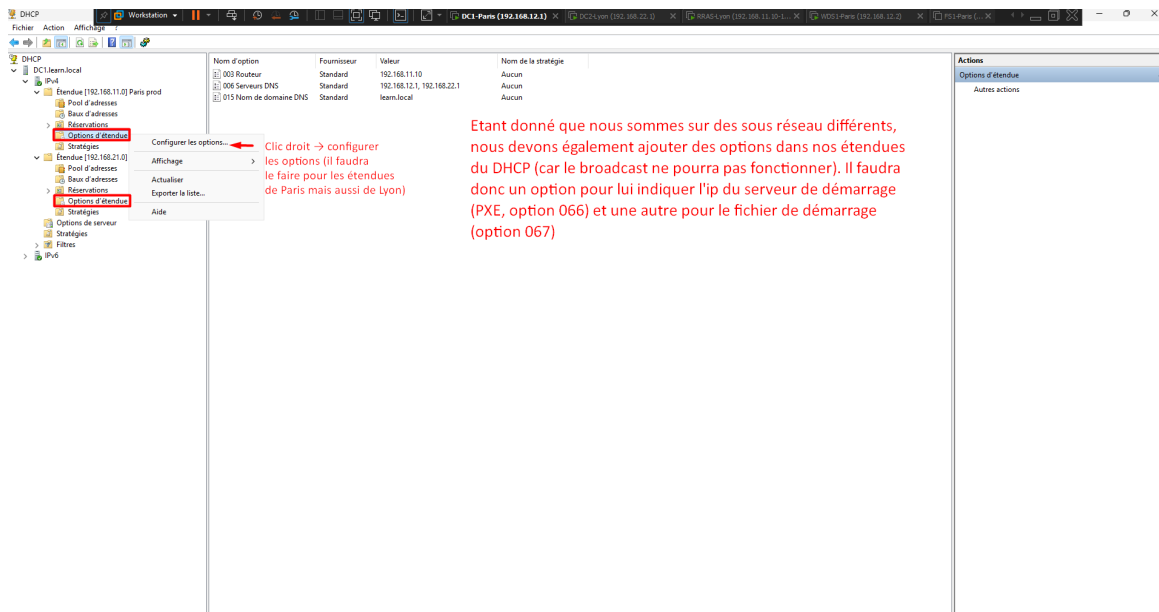 DHCP
Workstation
DC1-Paris (192.168.12.1)
DC2-Lyon (192.168.22.1)
RRAS-Lyon (192.168.11.10-1...
WDS1-Paris (192.168.12.2)
FS1-Paris (...
Fichier Action Affichage ?
DHCP
DC1.learn.local
IPv4
Étendue [192.168.11.0] Paris prod
Pool d'adresses
Baux d'adresses
Réservations
Options d'étendue
Stratégies
Étendue [192.168.21.0]
Pool d'adresses
Baux d'adresses
Réservations
Options d'étendue
Stratégies
Options de serveur
Stratégies
Filtres
IPv6
Configurer les options...
Affichage
Actualiser
Exporter la liste...
Aide
Nom d'option Fournisseur Valeur Nom de la stratégie
003 Routeur Standard 192.168.11.10 Aucun
006 Serveurs DNS Standard 192.168.12.1, 192.168.22.1 Aucun
015 Nom de domaine DNS Standard learn.local Aucun
Clic droit → configurer
les options (il faudra
le faire pour les étendues
de Paris mais aussi de Lyon)
Etant donné que nous sommes sur des sous réseau différents,
nous devons également ajouter des options dans nos étendues
du DHCP (car le broadcast ne pourra pas fonctionner). Il faudra
donc un option pour lui indiquer l'ip du serveur de démarrage
(PXE, option 066) et une autre pour le fichier de démarrage
(option 067)
Actions
Options d'étendue
Autres actions